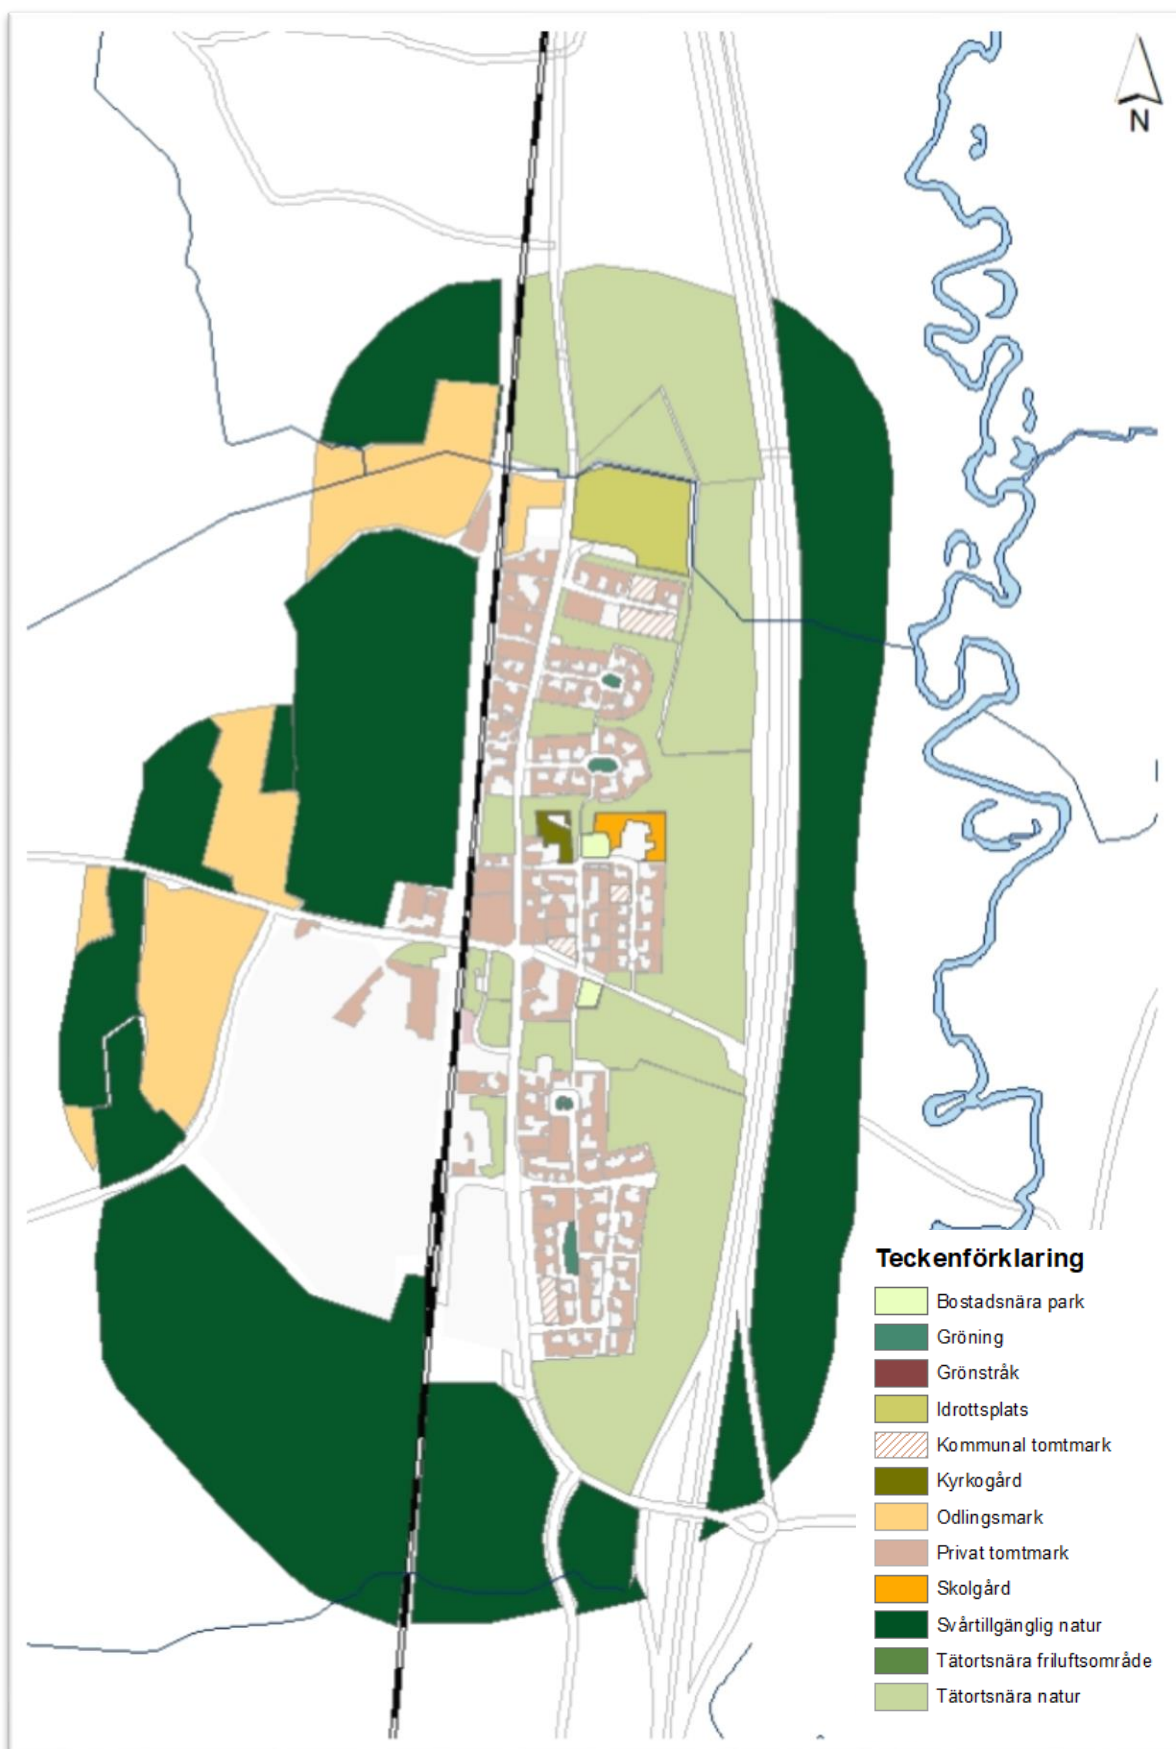 N
Teckenförklaring
Bostadsnära park
Gröning
Grönstråk
Idrottsplats
Kommunal tomtmark
Kyrkogård
Odlingsmark
Privat tomtmark
Skolgård
Svårtillgänglig natur
Tätortsnära friluftsområde
Tätortsnära natur